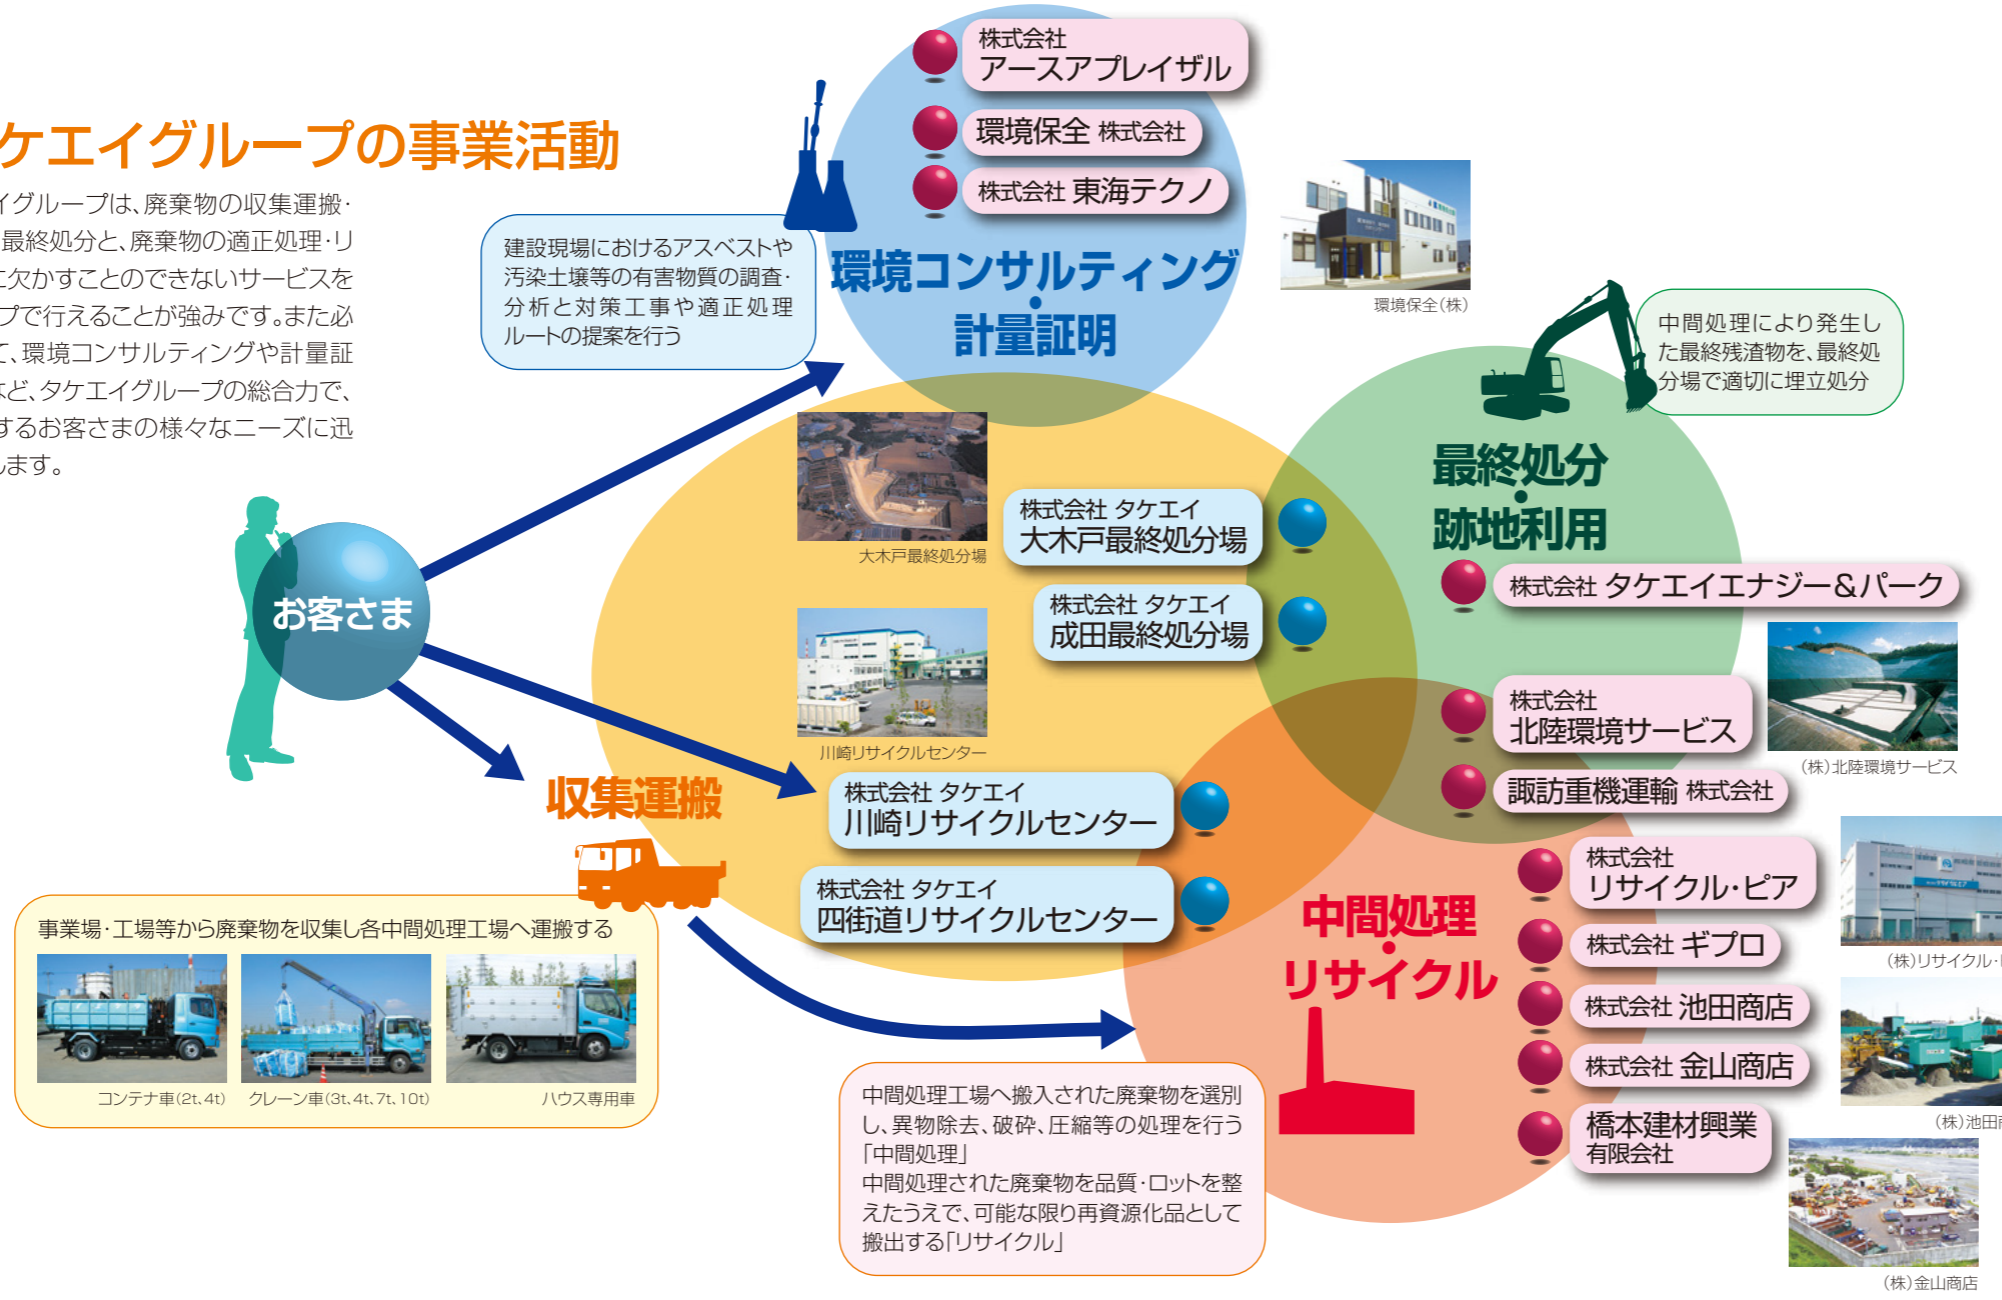 ケエイグループの事業活動
イグループは、廃棄物の収集運搬・
最終処分と、廃棄物の適正処理・リ
に欠かすことのできないサービスを
プで行えることが強みです。また必
て、環境コンサルティングや計量証
など、タケエイグループの総合力で、
するお客さまの様々なニーズに迅
します。
お客さま
建設現場におけるアスベストや
汚染土壌等の有害物質の調査・
分析と対策工事や適正処理
ルートの提案を行う
株式会社
アースアプレイザル
環境保全 株式会社
株式会社 東海テクノ
環境コンサルティング
・
計量証明
環境保全(株)
中間処理により発生し
た最終残渣物を、最終処
分場で適切に埋立処分
最終処分
・
跡地利用
大木戸最終処分場
株式会社 タケエイ
大木戸最終処分場
株式会社 タケエイ
成田最終処分場
株式会社 タケエイエナジー&パーク
株式会社
北陸環境サービス
(株)北陸環境サービス
諏訪重機運輸 株式会社
川崎リサイクルセンター
株式会社 タケエイ
川崎リサイクルセンター
株式会社 タケエイ
四街道リサイクルセンター
収集運搬
事業場・工場等から廃棄物を収集し各中間処理工場へ運搬する
コンテナ車(2t、4t)
クレーン車(3t、4t、7t、10t)
ハウス専用車
中間処理
・
リサイクル
株式会社
リサイクル・ピア
(株)リサイクル・
株式会社 ギプロ
株式会社 池田商店
(株)池田
株式会社 金山商店
橋本建材興業
有限会社
(株)金山商店
中間処理工場へ搬入された廃棄物を選別
し、異物除去、破砕、圧縮等の処理を行う
「中間処理」
中間処理された廃棄物を品質・ロットを整
えたうえで、可能な限り再資源化品として
搬出する「リサイクル」